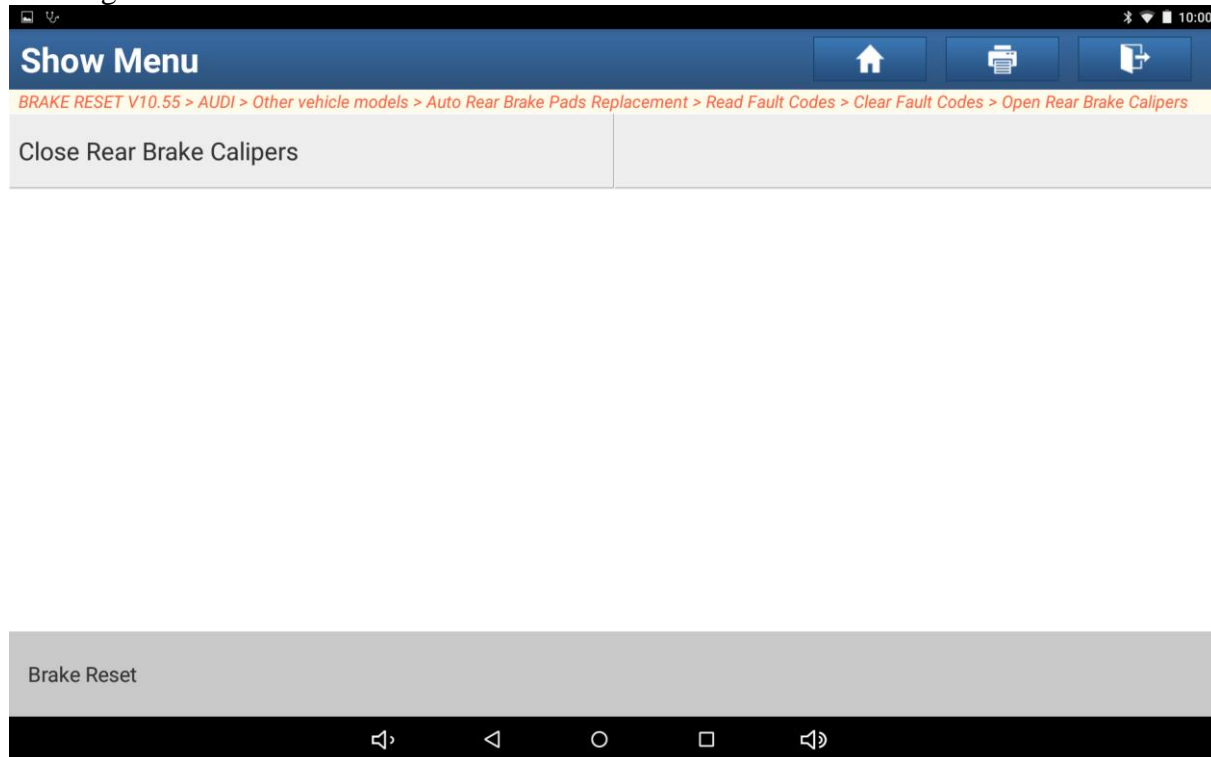 10:00
Show Menu
BRAKE RESET V10.55 > AUDI > Other vehicle models > Auto Rear Brake Pads Replacement > Read Fault Codes > Clear Fault Codes > Open Rear Brake Calipers
Close Rear Brake Calipers
Brake Reset